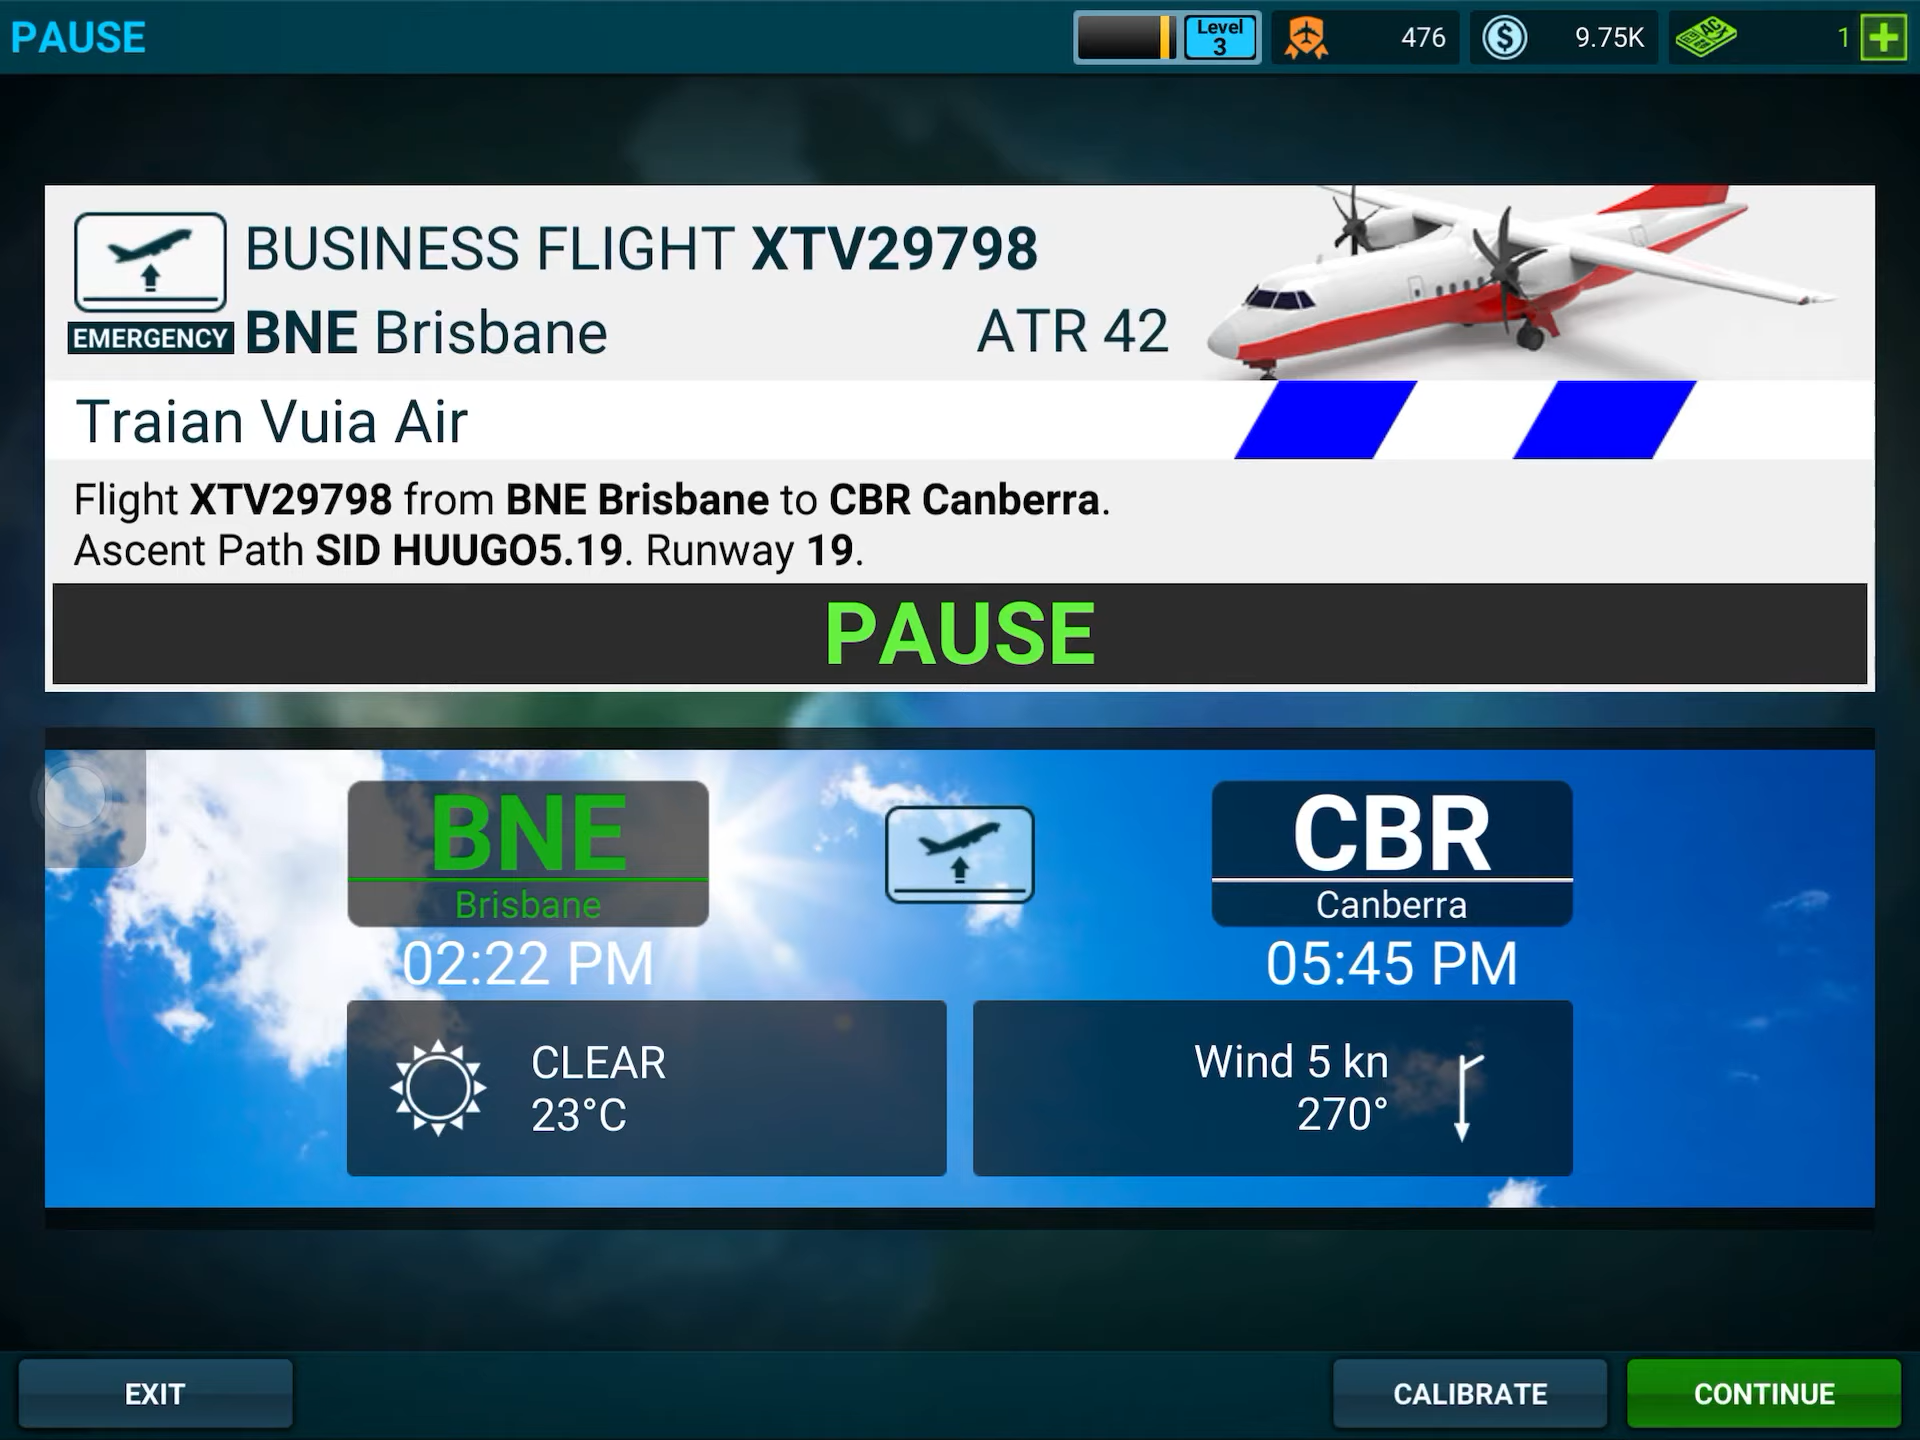 PAUSE
Level
3
476
9.75K
1
BUSINESS FLIGHT XTV29798
EMERGENCY
BNE Brisbane
ATR 42
Traian Vuia Air
Flight XTV29798 from BNE Brisbane to CBR Canberra.
Ascent Path SID HUUGO5.19. Runway 19.
PAUSE
BNE
Brisbane
02:22 PM
CBR
Canberra
05:45 PM
CLEAR
23°C
Wind 5 kn
270°
EXIT
CALIBRATE
CONTINUE